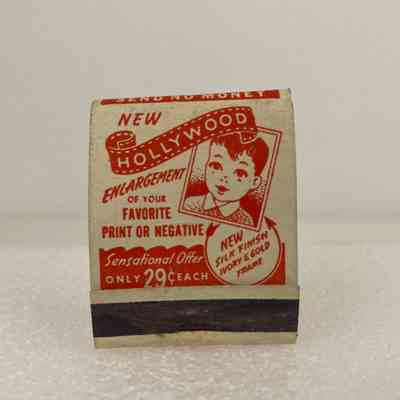 SEND NO MONEY
NEW
HOLLYWOOD
ENLARGEMENT
OF YOUR
FAVORITE
PRINT OR NEGATIVE
Sensational Offer
ONLY 29¢ EACH
NEW
SILK FINISH
IVORY & GOLD
FRAME